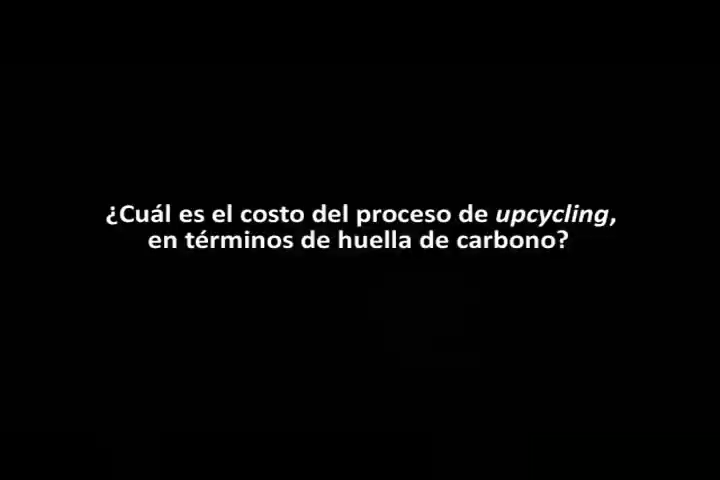 ¿Cuál es el costo del proceso de upcycling,
en términos de huella de carbono?